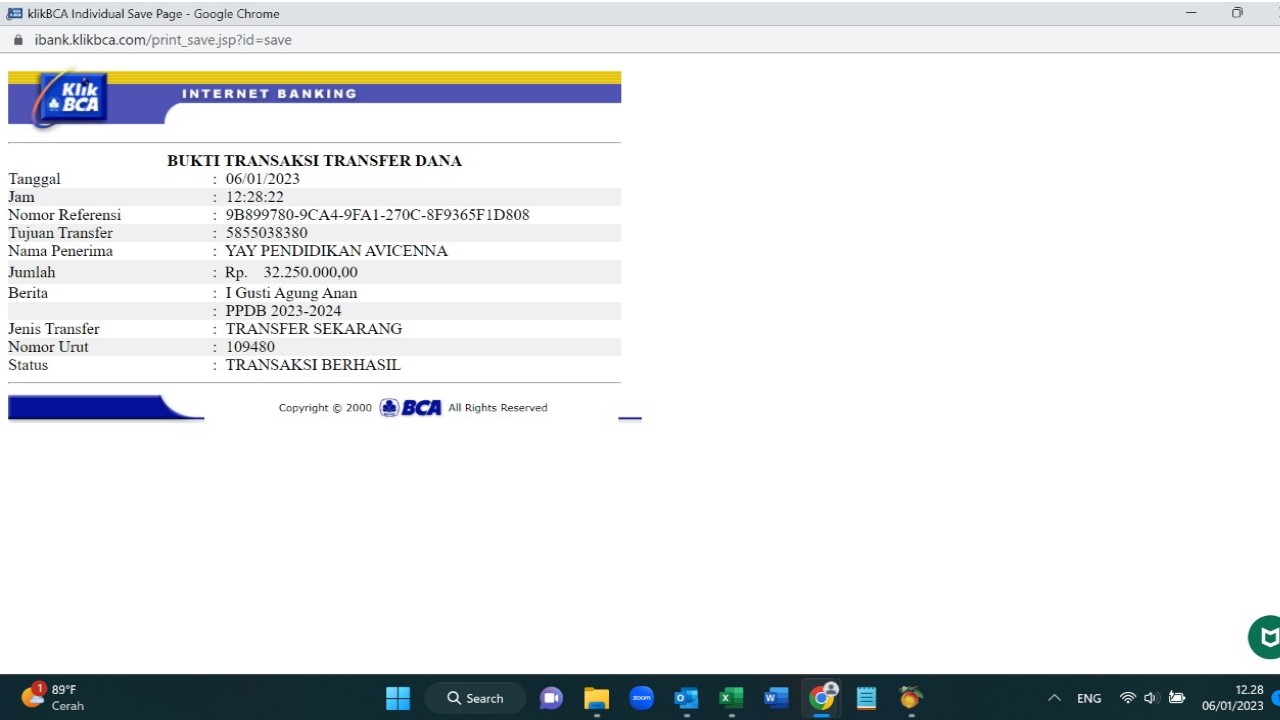 klikBCA Individual Save Page - Google Chrome
ibank.klikbca.com/print_save.jsp?id=save
Klik
BCA
INTERNET BANKING
BUKTI TRANSAKSI TRANSFER DANA
Tanggal : 06/01/2023
Jam : 12:28:22
Nomor Referensi : 9B899780-9CA4-9FA1-270C-8F9365F1D808
Tujuan Transfer : 5855038380
Nama Penerima : YAY PENDIDIKAN AVICENNA
Jumlah : Rp. 32.250.000,00
Berita : I Gusti Agung Anan
: PPDB 2023-2024
Jenis Transfer : TRANSFER SEKARANG
Nomor Urut : 109480
Status : TRANSAKSI BERHASIL
Copyright © 2000 BCA All Rights Reserved
1
89°F
Cerah
Search
zoom
ENG
12.28
06/01/2023